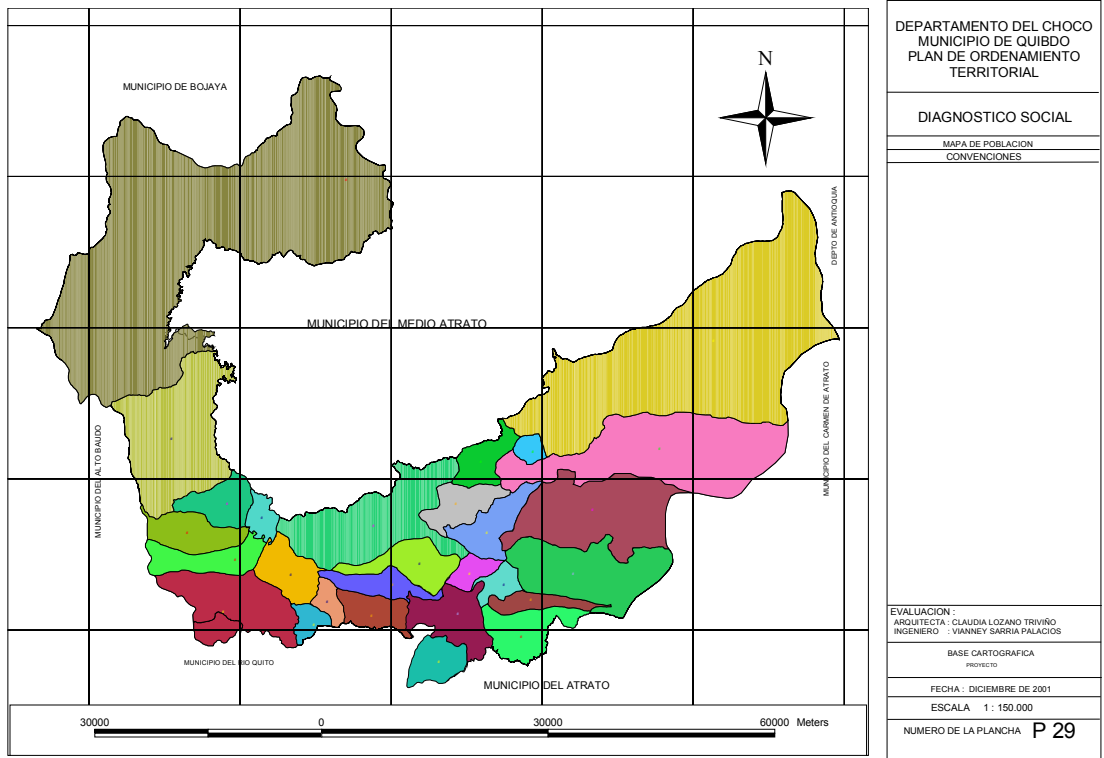 MUNICIPIO DE BOJAYA
N
DEPTO DE ANTIOQUIA
MUNICIPIO DEL MEDIO ATRATO
MUNICIPIO DEL CARMEN DE ATRATO
MUNICIPIO DEL ALTO BAUDO
MUNICIPIO DEL RIO QUITO
MUNICIPIO DEL ATRATO
30000 0 30000 60000 Meters
DEPARTAMENTO DEL CHOCO
MUNICIPIO DE QUIBDO
PLAN DE ORDENAMIENTO
TERRITORIAL
DIAGNOSTICO SOCIAL
MAPA DE POBLACION
CONVENCIONES
EVALUACION :
ARQUITECTA : CLAUDIA LOZANO TRIVIÑO
INGENIERO : VIANNEY SARRIA PALACIOS
BASE CARTOGRAFICA
PROYECTO
FECHA : DICIEMBRE DE 2001
ESCALA 1 : 150.000
NUMERO DE LA PLANCHA P 29